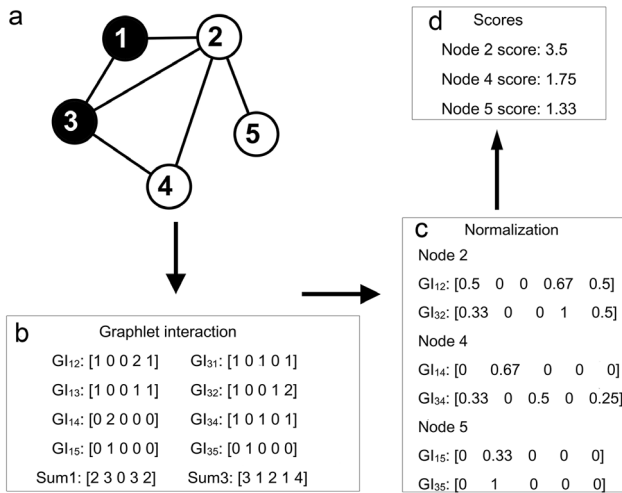 a
1
2
3
4
5
b
Graphlet interaction
GI12: [1 0 0 2 1] GI31: [1 0 1 0 1]
GI13: [1 0 0 1 1] GI32: [1 0 0 1 2]
GI14: [0 2 0 0 0] GI34: [1 0 1 0 1]
GI15: [0 1 0 0 0] GI35: [0 1 0 0 0]
Sum1: [2 3 0 3 2] Sum3: [3 1 2 1 4]
c
Normalization
Node 2
GI12: [0.5 0 0 0.67 0.5]
GI32: [0.33 0 0 1 0.5]
Node 4
GI14: [0 0.67 0 0 0]
GI34: [0.33 0 0.5 0 0.25]
Node 5
GI15: [0 0.33 0 0 0]
GI35: [0 1 0 0 0]
d
Scores
Node 2 score: 3.5
Node 4 score: 1.75
Node 5 score: 1.33